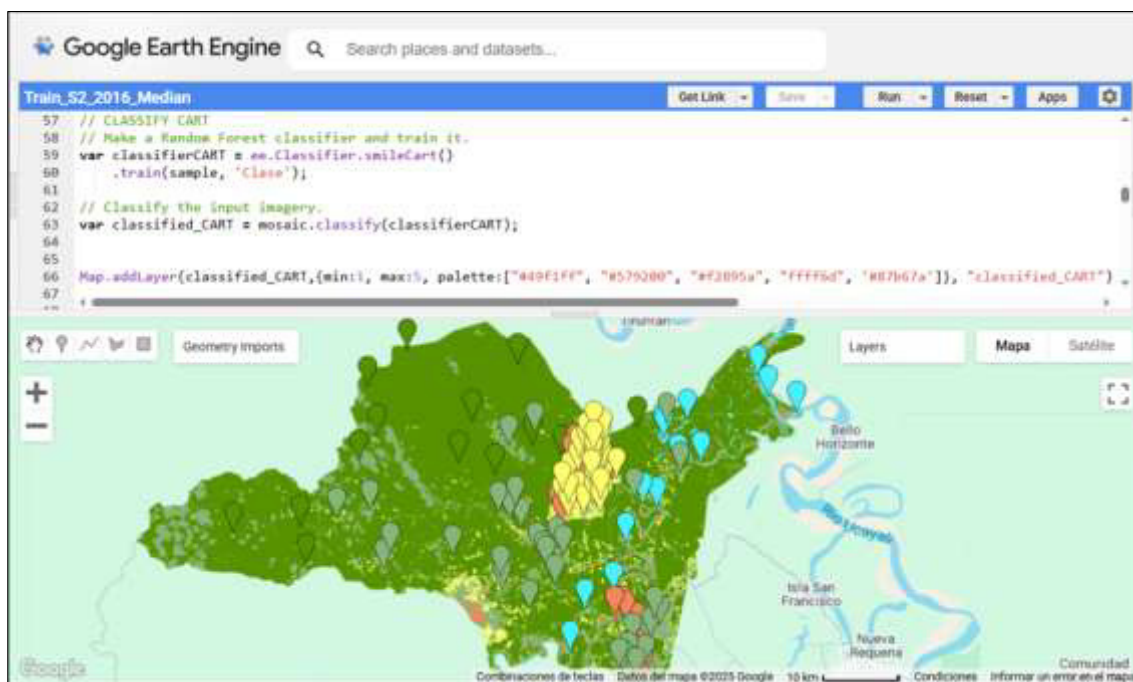 Google Earth Engine
Search places and datasets...
Train_S2_2016_Median
Get Link
Save
Run
Reset
Apps
57 // CLASSIFY CART
58 // Make a Random Forest classifier and train it.
59 var classifierCART = ee.Classifier.smileCart()
60 .train(sample, 'Clase');
61
62 // Classify the input imagery.
63 var classified_CART = mosaic.classify(classifierCART);
64
65
66 Map.addLayer(classified_CART,{min:1, max:5, palette:["#49f1ff", "#579200", "#f2895a", "ffff6d", '#87b67a']}, "classified_CART")
67
Geometry Imports
Layers
Mapa
Satélite
Bello
Horizonte
Río Ucayali
Isla San
Francisco
Nueva
Requena
Comunidad
Google
Combinaciones de teclas
Datos del mapa ©2025 Google
10 km
Condiciones
Informar un error en el mapa